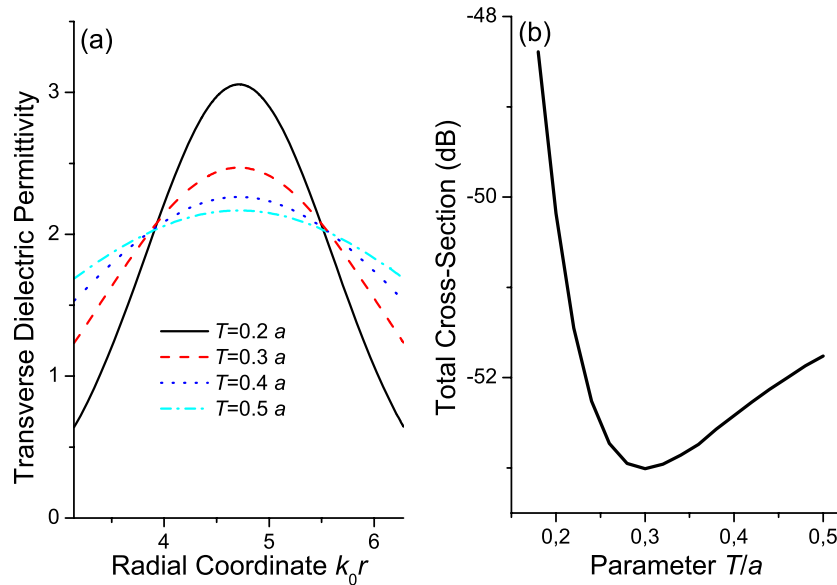 (a)
Transverse Dielectric Permittivity
3
2
1
0
T=0.2 a
T=0.3 a
T=0.4 a
T=0.5 a
4 5 6
Radial Coordinate k₀r
(b)
Total Cross-Section (dB)
-48
-50
-52
0,2 0,3 0,4 0,5
Parameter T/a